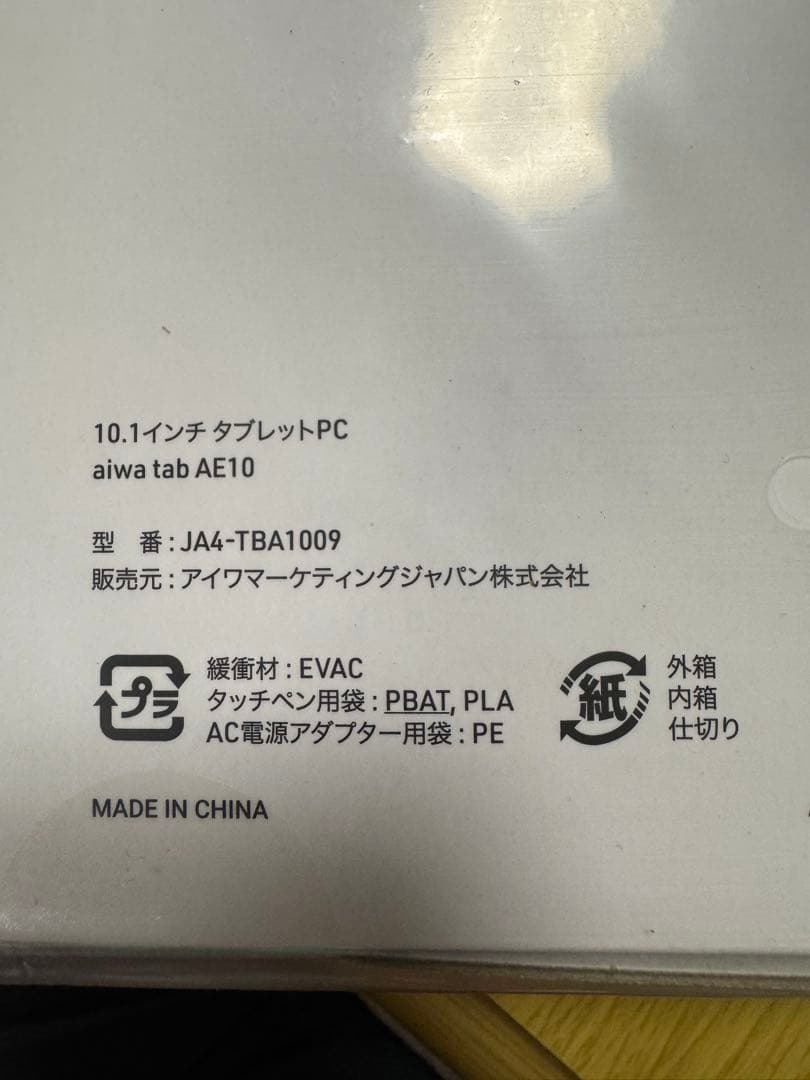 10.1インチ タブレットPC
aiwa tab AE10
型　番 : JA4-TBA1009
販売元 : アイワマーケティングジャパン株式会社
プラ
緩衝材 : EVAC
タッチペン用袋 : PBAT, PLA
AC電源アダプター用袋 : PE
紙
外箱
内箱
仕切り
MADE IN CHINA